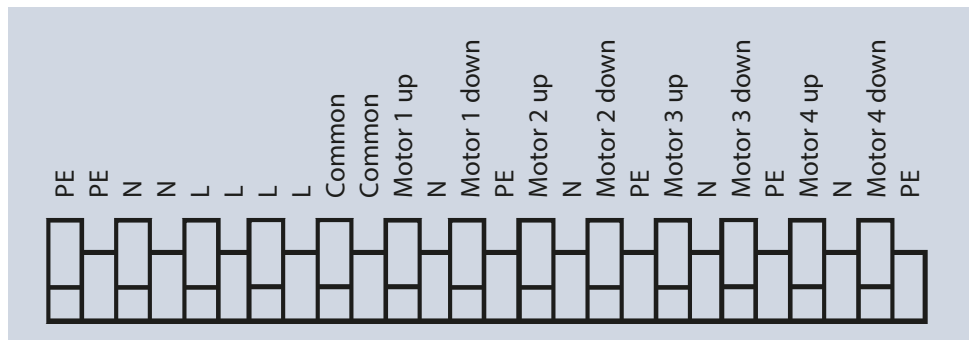 PE
PE
N
N
L
L
L
L
Common
Common
Motor 1 up
N
Motor 1 down
PE
Motor 2 up
N
Motor 2 down
PE
Motor 3 up
N
Motor 3 down
PE
Motor 4 up
N
Motor 4 down
PE